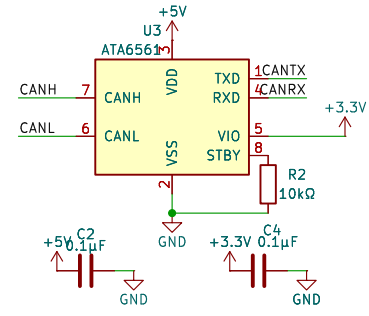 +5V
U3
ATA6561
3
VDD
TXD 1 CANTX
CANH 7 CANH
RXD 4 CANRX
+3.3V
CANL 6 CANL
VIO 5
STBY 8
VSS
2
R2
10kΩ
GND
C2
+5V 0.1µF
GND
C4
+3.3V 0.1µF
GND